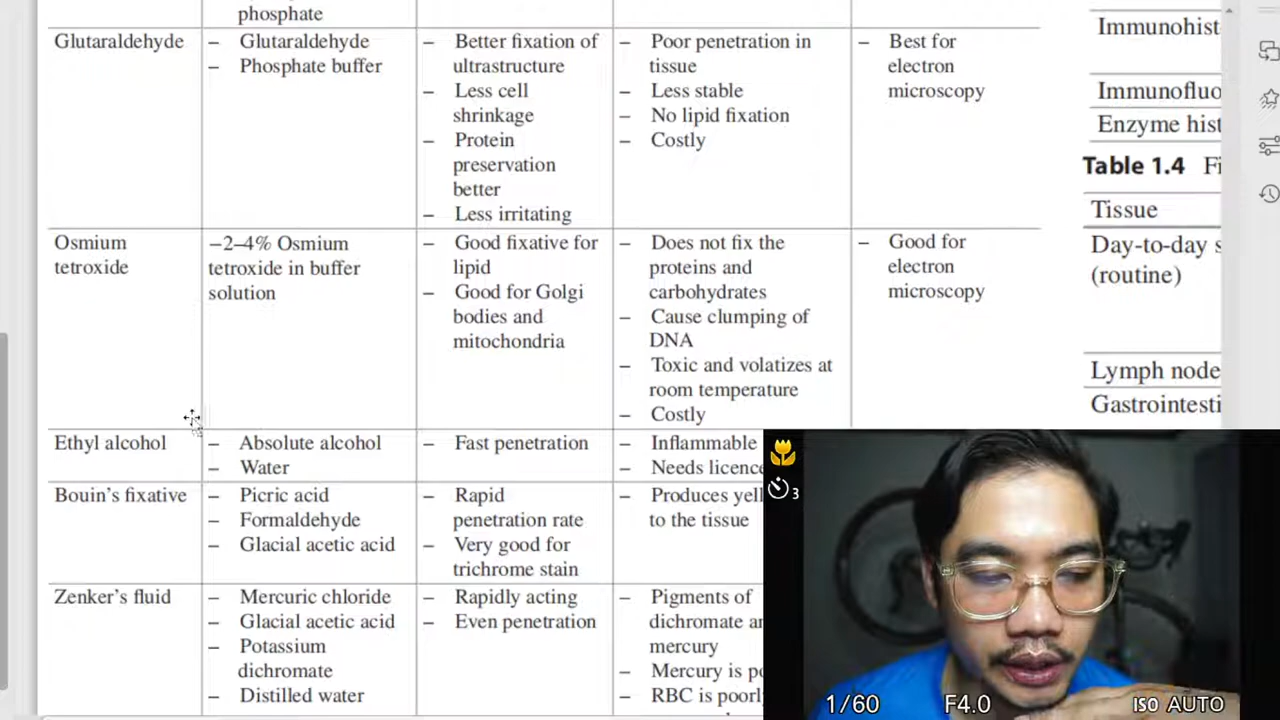 phosphate
Glutaraldehyde
– Glutaraldehyde
– Phosphate buffer
– Better fixation of
ultrastructure
– Less cell
shrinkage
– Protein
preservation
better
– Less irritating
– Poor penetration in
tissue
– Less stable
– No lipid fixation
– Costly
– Best for
electron
microscopy
Osmium
tetroxide
−2–4% Osmium
tetroxide in buffer
solution
– Good fixative for
lipid
– Good for Golgi
bodies and
mitochondria
– Does not fix the
proteins and
carbohydrates
– Cause clumping of
DNA
– Toxic and volatizes at
room temperature
– Costly
– Good for
electron
microscopy
Ethyl alcohol
– Absolute alcohol
– Water
– Fast penetration
– Inflammable
– Needs licence
Bouin's fixative
– Picric acid
– Formaldehyde
– Glacial acetic acid
– Rapid
penetration rate
– Very good for
trichrome stain
– Produces yell
to the tissue
Zenker's fluid
– Mercuric chloride
– Glacial acetic acid
– Potassium
dichromate
– Distilled water
– Rapidly acting
– Even penetration
– Pigments of
dichromate an
mercury
– Mercury is po
– RBC is poorl
Immunohist
Immunofluo
Enzyme hist
Table 1.4 Fi
Tissue
Day-to-day s
(routine)
Lymph node
Gastrointesti
3
1/60 F4.0 ISO AUTO